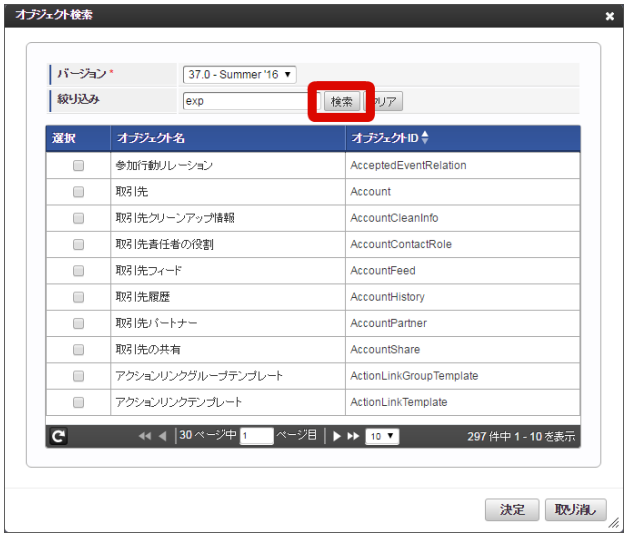 オブジェクト検索
バージョン*
37.0 - Summer '16
絞り込み
exp
検索
クリア
選択 オブジェクト名 オブジェクトID
参加行動リレーション AcceptedEventRelation
取引先 Account
取引先クリーンアップ情報 AccountCleanInfo
取引先責任者の役割 AccountContactRole
取引先フィード AccountFeed
取引先履歴 AccountHistory
取引先パートナー AccountPartner
取引先の共有 AccountShare
アクションリンクグループテンプレート ActionLinkGroupTemplate
アクションリンクテンプレート ActionLinkTemplate
30 ページ中 1 ページ目 10 297 件中 1 - 10 を表示
決定 取り消し